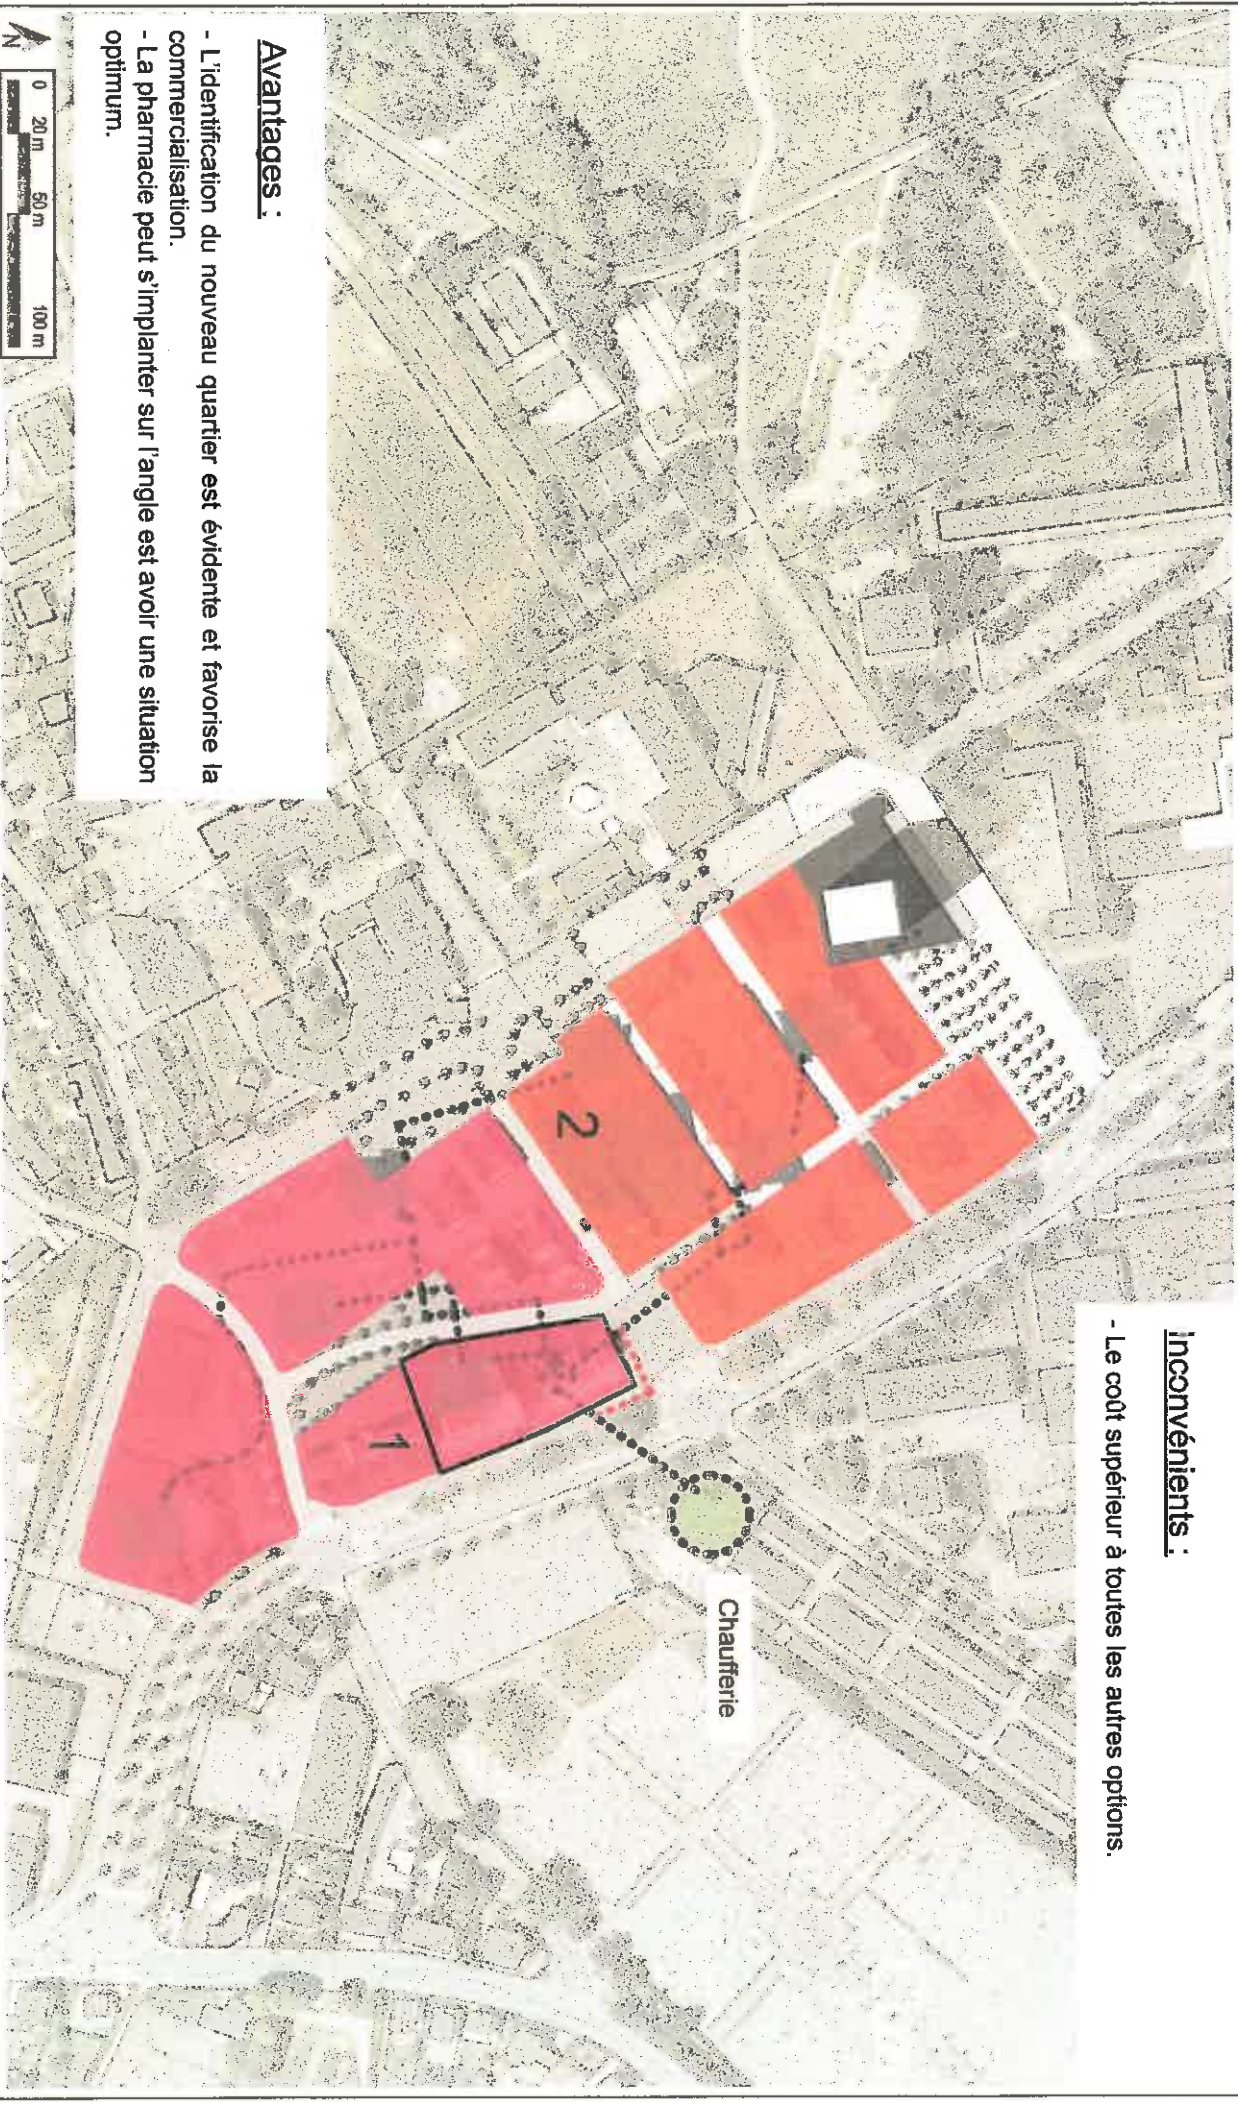 Inconvénients :
- Le coût supérieur à toutes les autres options.
Chaufferie
2
1
Avantages :
- L'identification du nouveau quartier est évidente et favorise la
commercialisation.
- La pharmacie peut s'implanter sur l'angle est avoir une situation
optimum.
0 20 m 50 m 100 m
N